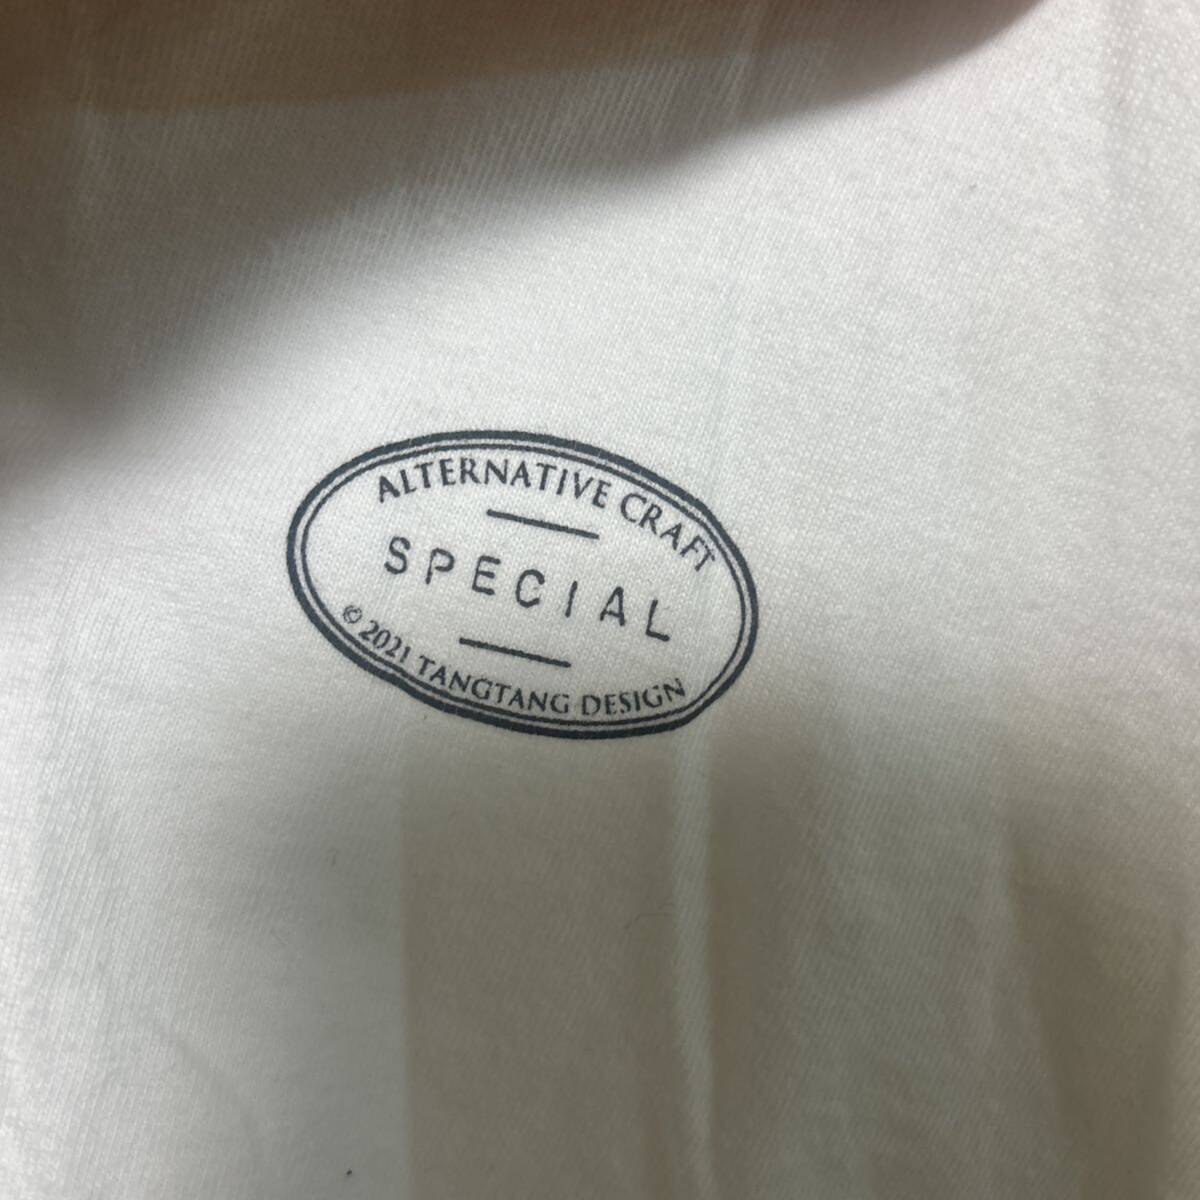 ALTERNATIVE CRAFT
SPECIAL
© 2021 TANGTANG DESIGN